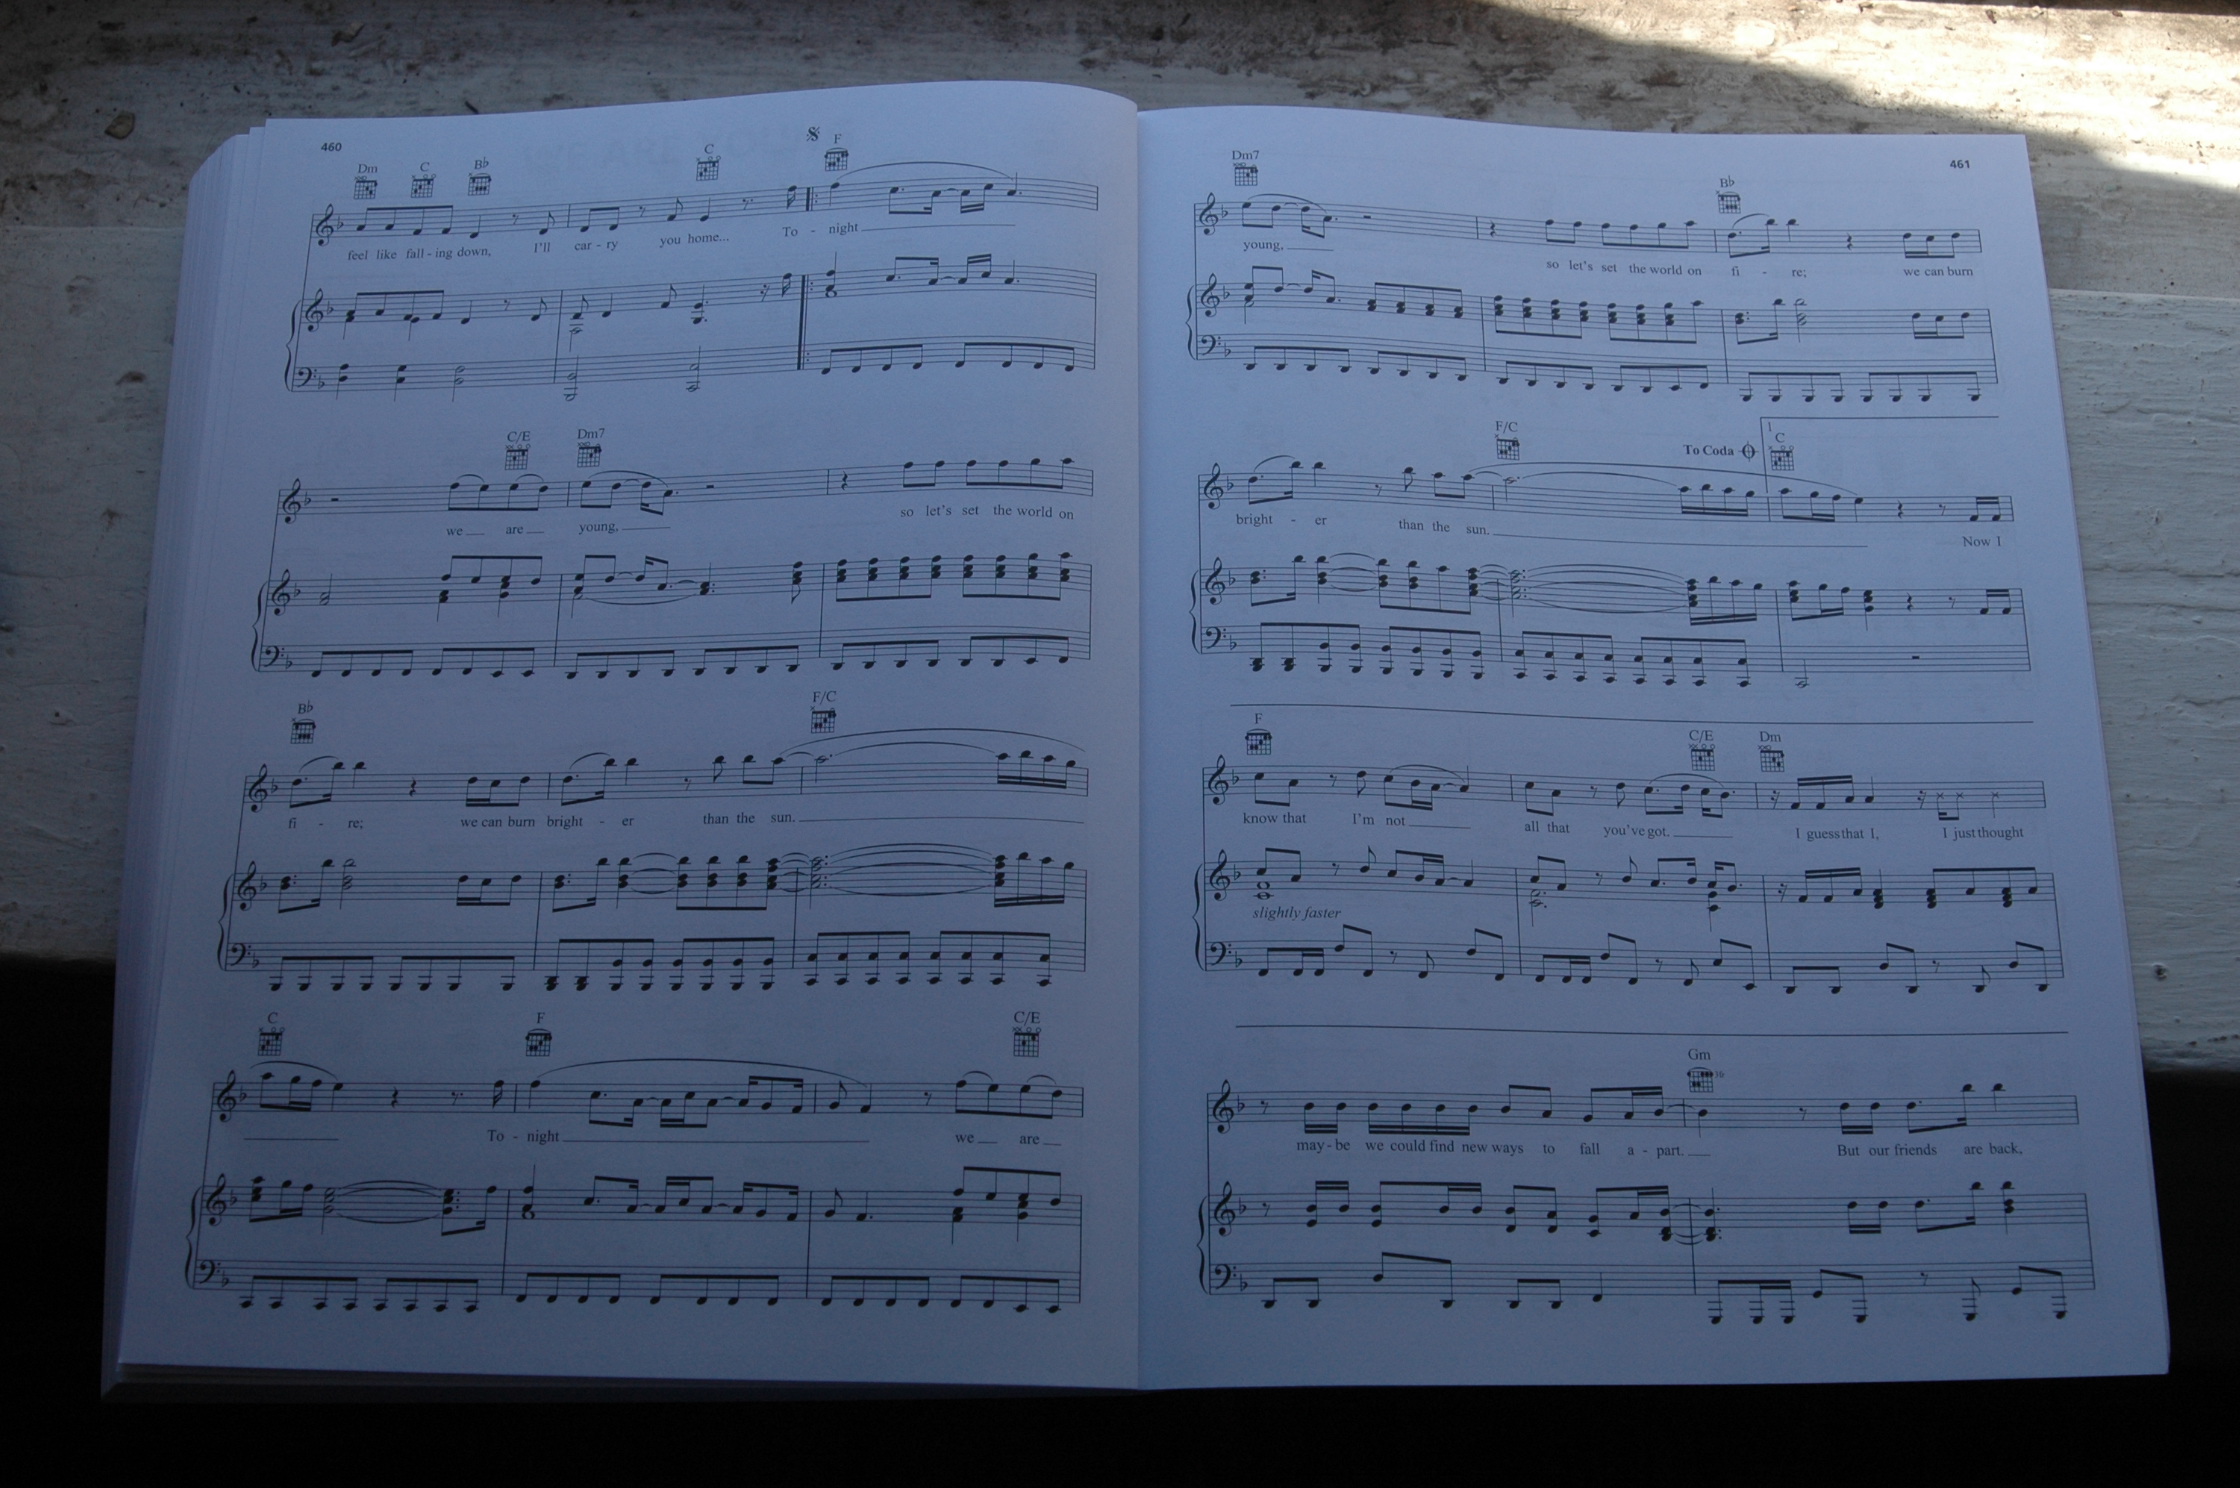 460
Dm C B♭ C F
feel like fall - ing down, I'll car - ry you home... To - night
C/E Dm7
we are young, so let's set the world on
B♭ F/C
fi - re; we can burn bright - er than the sun.
C F C/E
To - night we are
461
Dm7 B♭
young, so let's set the world on fi - re; we can burn
F/C To Coda 1 C
bright - er than the sun. Now I
F C/E Dm
know that I'm not all that you've got. I guess that I, I just thought
slightly faster
Gm
may - be we could find new ways to fall a - part. But our friends are back,